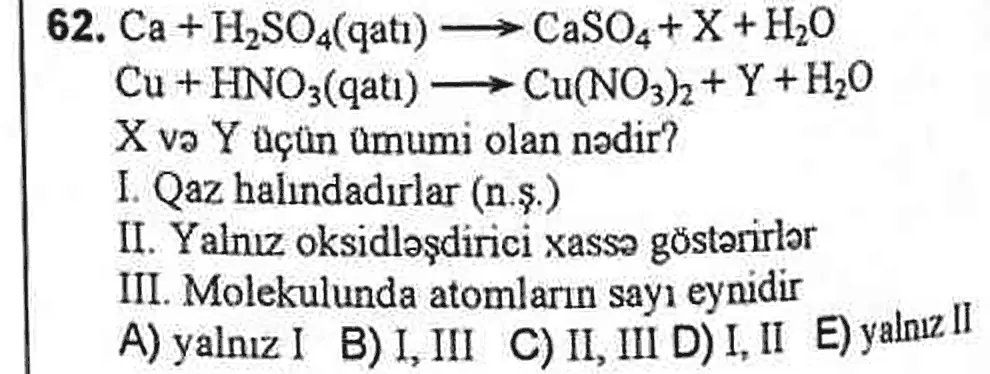 62. Ca + H₂SO₄(qatı) ⟶ CaSO₄ + X + H₂O
Cu + HNO₃(qatı) ⟶ Cu(NO₃)₂ + Y + H₂O
X və Y üçün ümumi olan nədir?
I. Qaz halındadırlar (n.ş.)
II. Yalnız oksidləşdirici xassə göstərirlər
III. Molekulunda atomların sayı eynidir
A) yalnız I B) I, III C) II, III D) I, II E) yalnız II